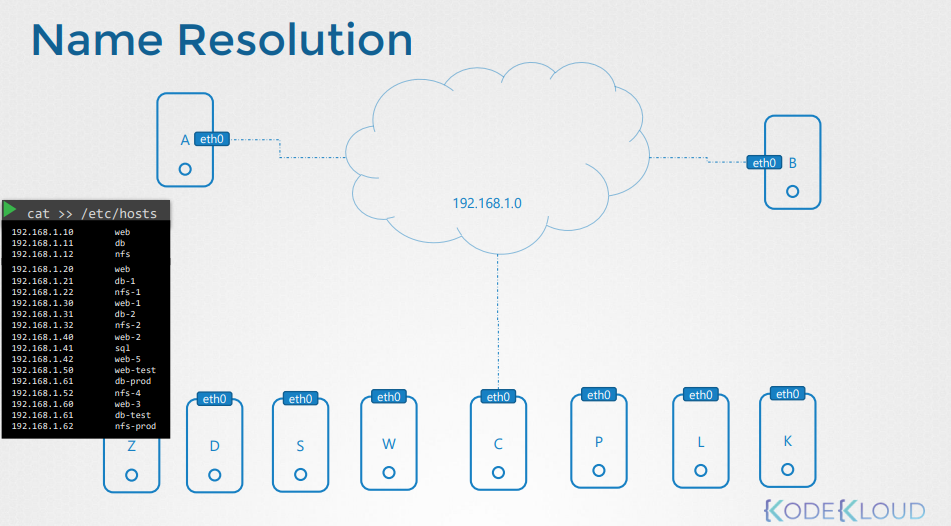 Name Resolution
A eth0
eth0 B
192.168.1.0
cat >> /etc/hosts
192.168.1.10 web
192.168.1.11 db
192.168.1.12 nfs
192.168.1.20 web
192.168.1.21 db-1
192.168.1.22 nfs-1
192.168.1.30 web-1
192.168.1.31 db-2
192.168.1.32 nfs-2
192.168.1.40 web-2
192.168.1.41 sql
192.168.1.42 web-5
192.168.1.50 web-test
192.168.1.61 db-prod
192.168.1.52 nfs-4
192.168.1.60 web-3
192.168.1.61 db-test
192.168.1.62 nfs-prod
eth0 eth0 eth0 eth0 eth0 eth0 eth0
Z D S W C P L K
KODEKLOUD